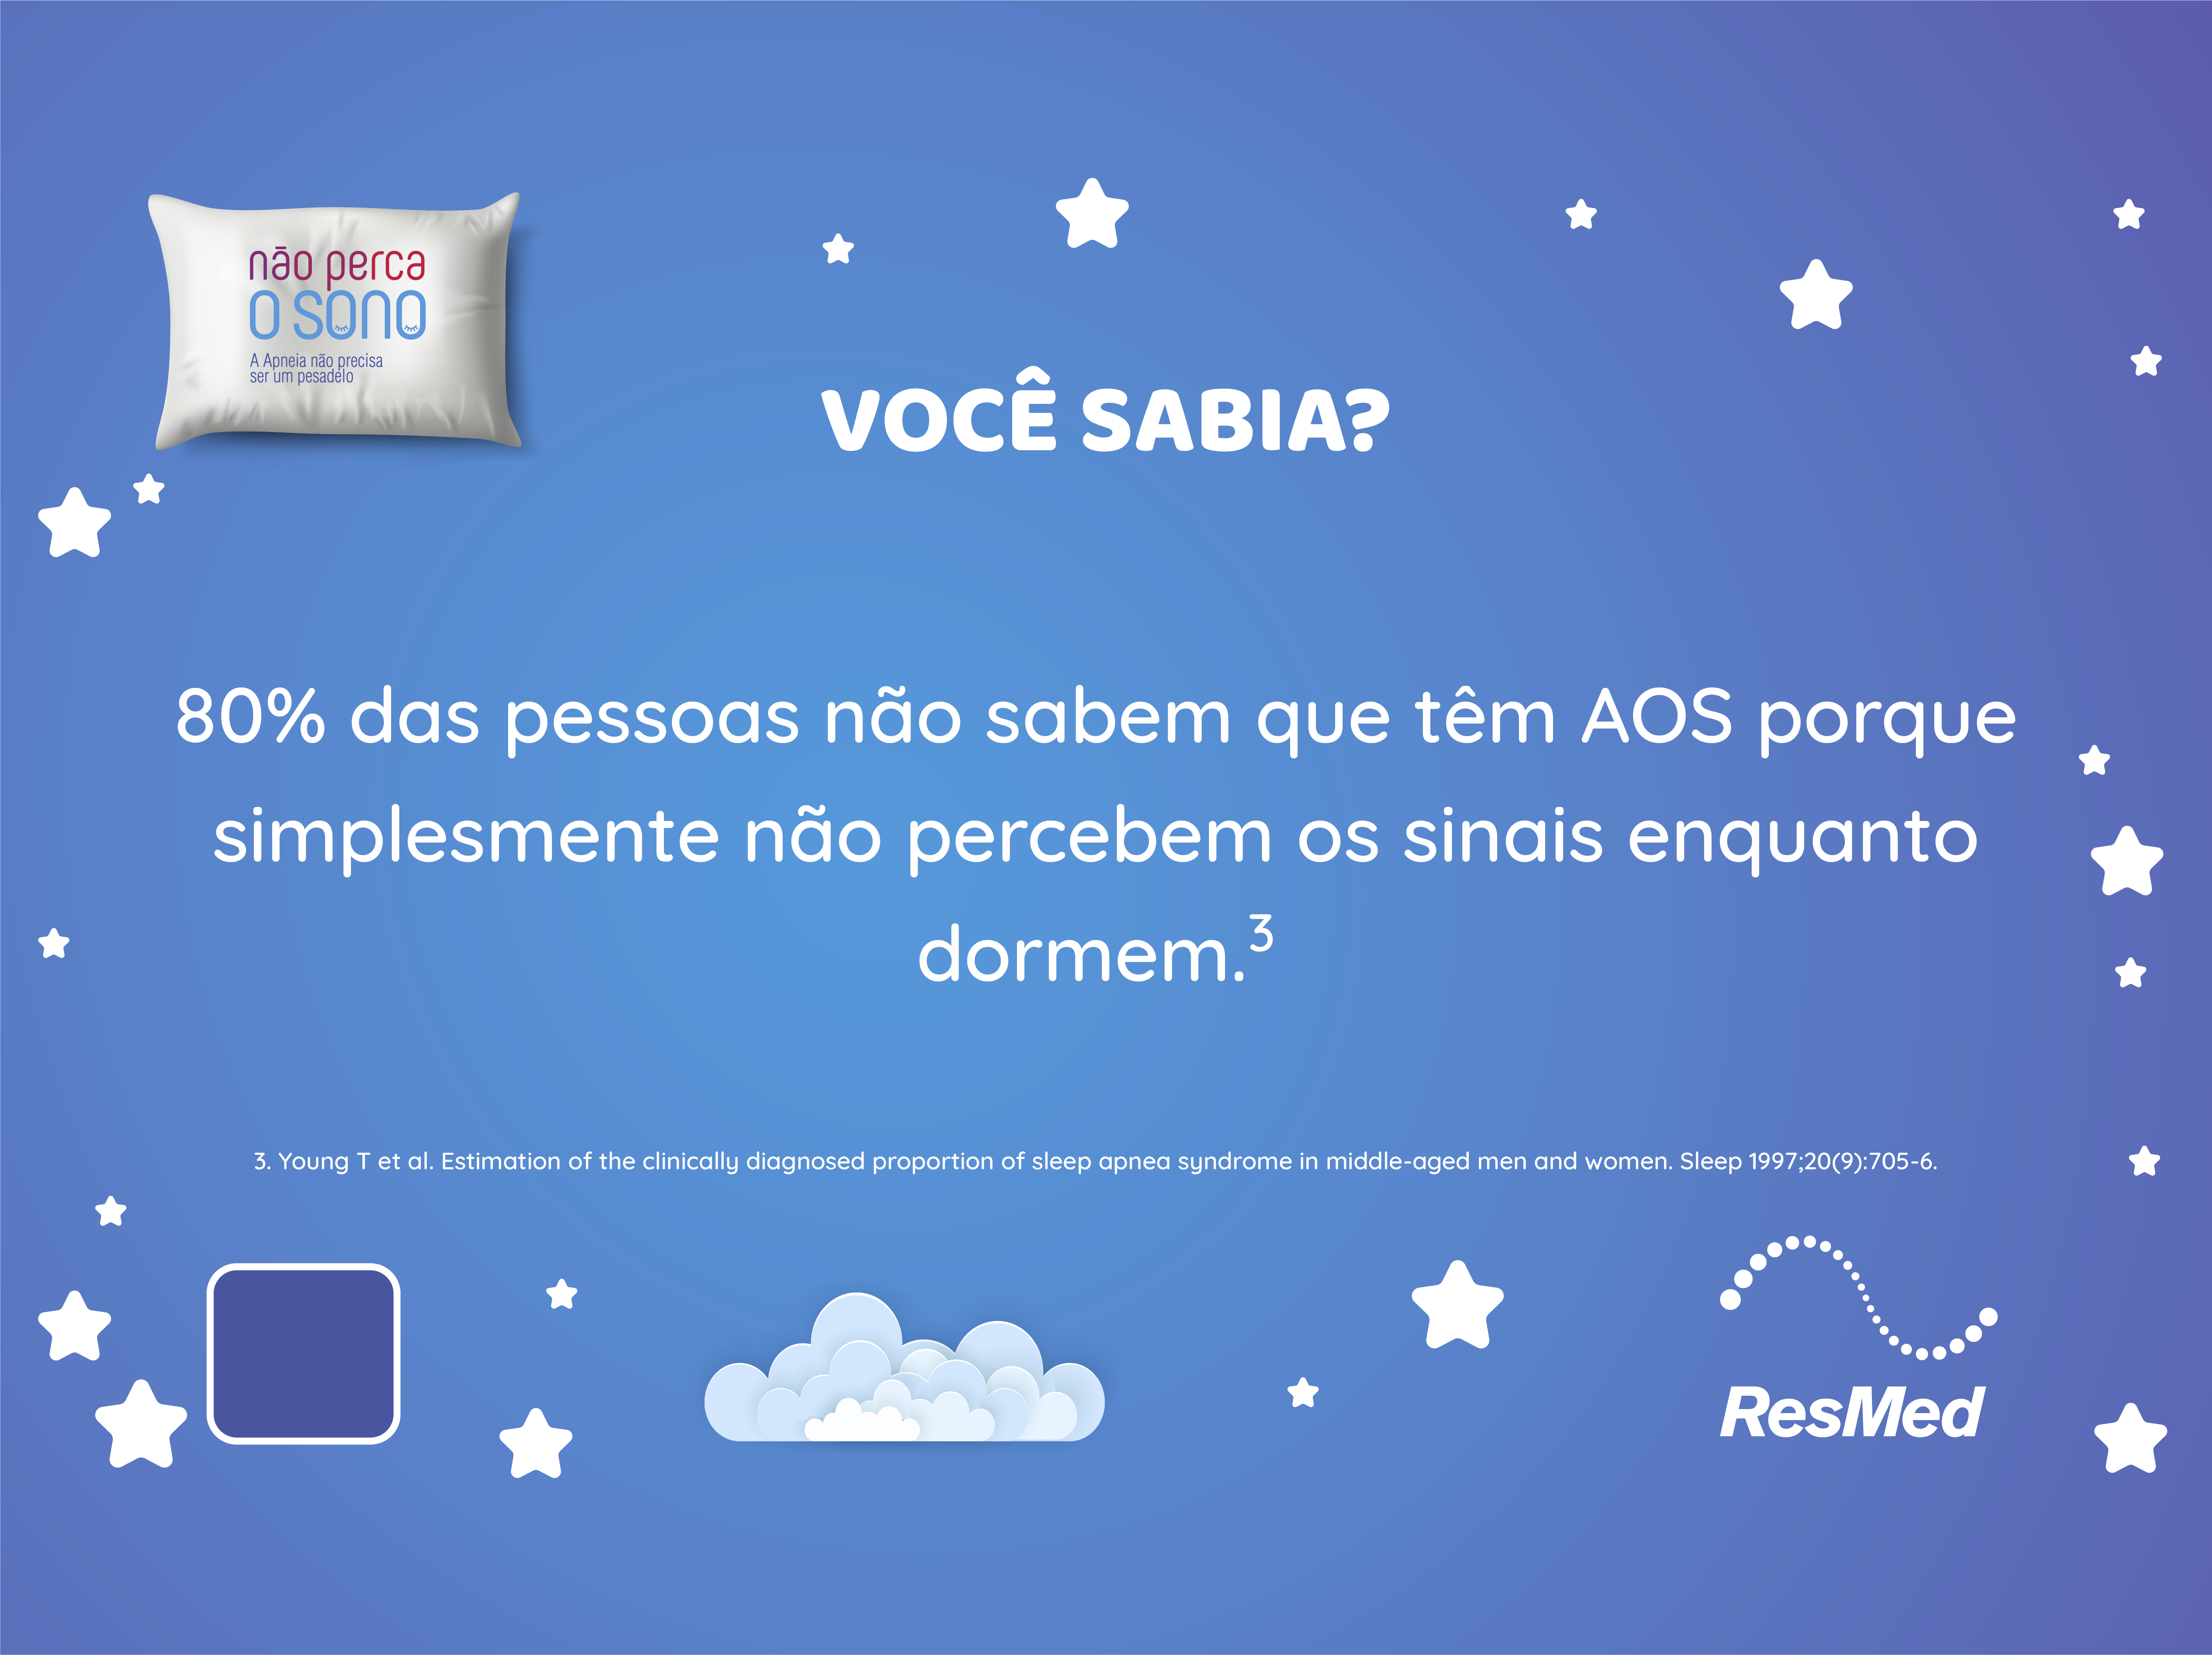 não perca
o sono
A Apneia não precisa
ser um pesadelo
VOCÊ SABIA?
80% das pessoas não sabem que têm AOS porque
simplesmente não percebem os sinais enquanto
dormem.³
3. Young T et al. Estimation of the clinically diagnosed proportion of sleep apnea syndrome in middle-aged men and women. Sleep 1997;20(9):705-6.
ResMed